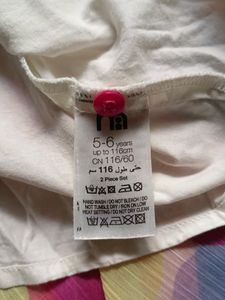 5-6 years
up to 116cm
CN 116/60
حتى طول 116 سم
2 Piece Set
HAND WASH / DO NOT BLEACH / DO
NOT TUMBLE DRY / IRON ON LOW
HEAT SETTING / DO NOT DRY CLEAN